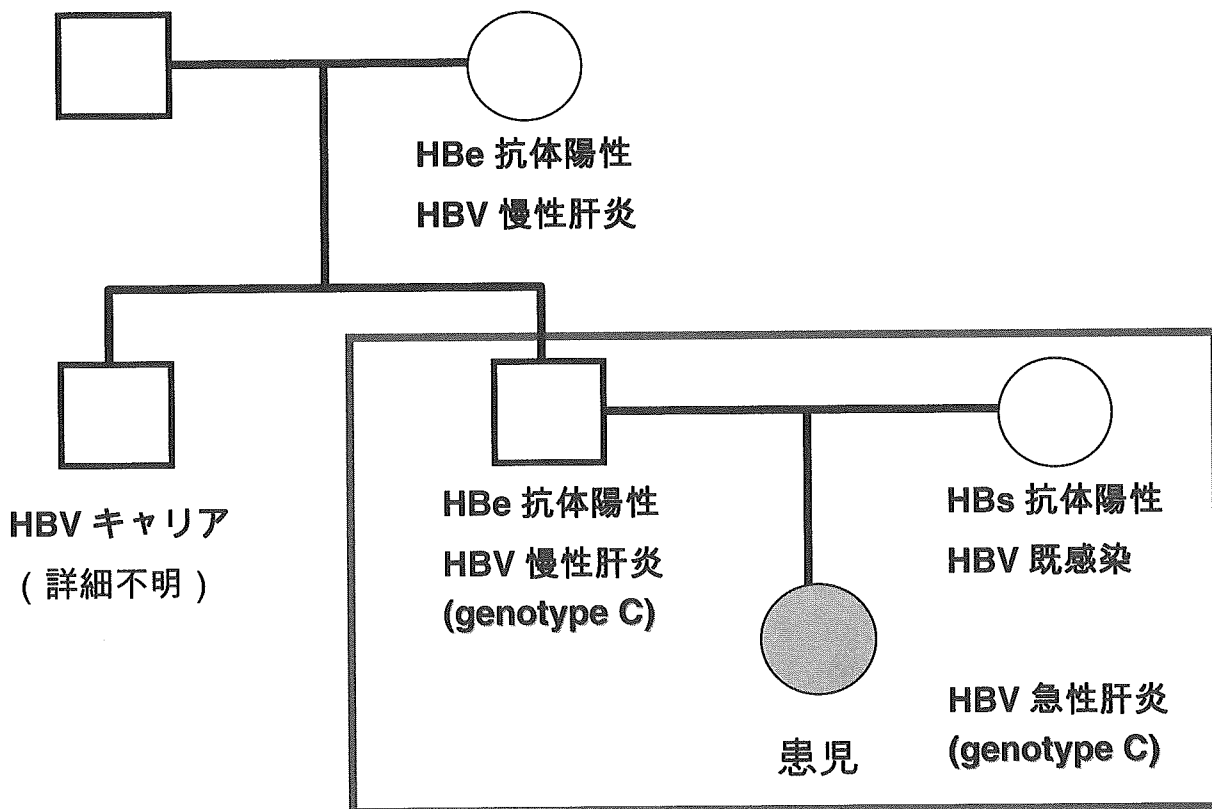 HBe 抗体陽性
HBV 慢性肝炎
HBV キャリア
( 詳細不明 )
HBe 抗体陽性
HBV 慢性肝炎
(genotype C)
HBs 抗体陽性
HBV 既感染
患児
HBV 急性肝炎
(genotype C)